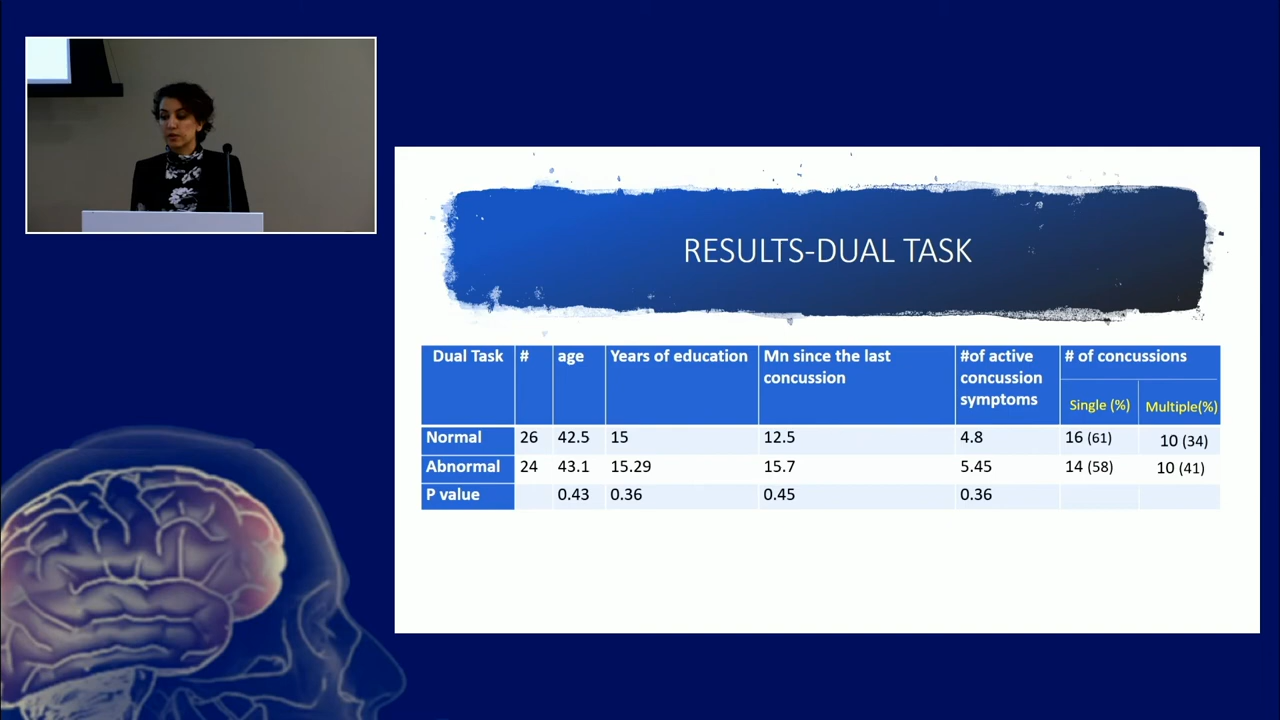 RESULTS-DUAL TASK
Dual Task # age Years of education Mn since the last concussion #of active concussion symptoms # of concussions
Single (%) Multiple(%)
Normal 26 42.5 15 12.5 4.8 16 (61) 10 (34)
Abnormal 24 43.1 15.29 15.7 5.45 14 (58) 10 (41)
P value 0.43 0.36 0.45 0.36